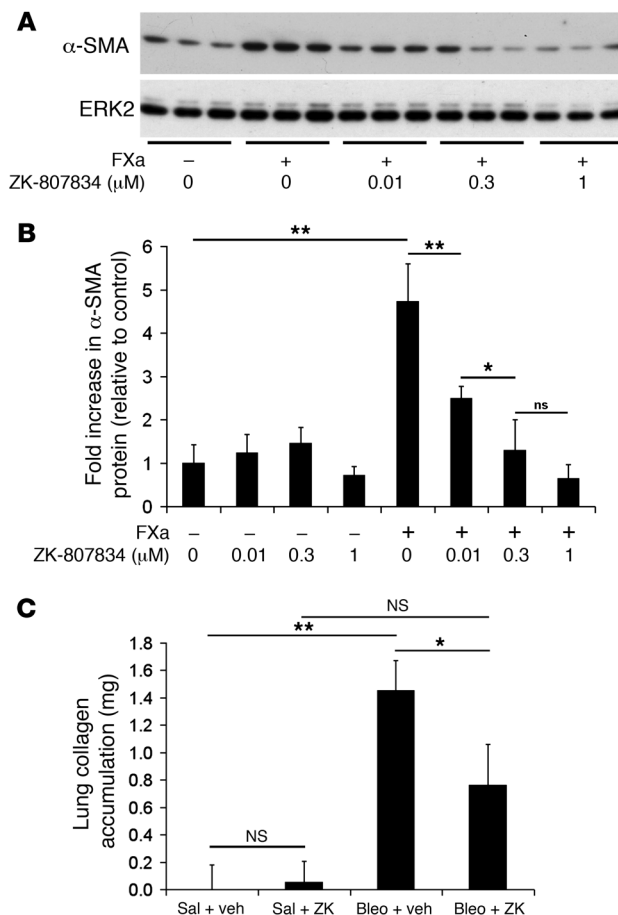 A
α-SMA
ERK2
FXa – + + + +
ZK-807834 (μM) 0 0 0.01 0.3 1
B
Fold increase in α-SMA
protein (relative to control)
6
5
4
3
2
1
0
**
**
*
ns
FXa – – – – + + + +
ZK-807834 (μM) 0 0.01 0.3 1 0 0.01 0.3 1
C
Lung collagen
accumulation (mg)
1.8
1.6
1.4
1.2
1.0
0.8
0.6
0.4
0.2
0.0
NS
**
*
NS
Sal + veh Sal + ZK Bleo + veh Bleo + ZK